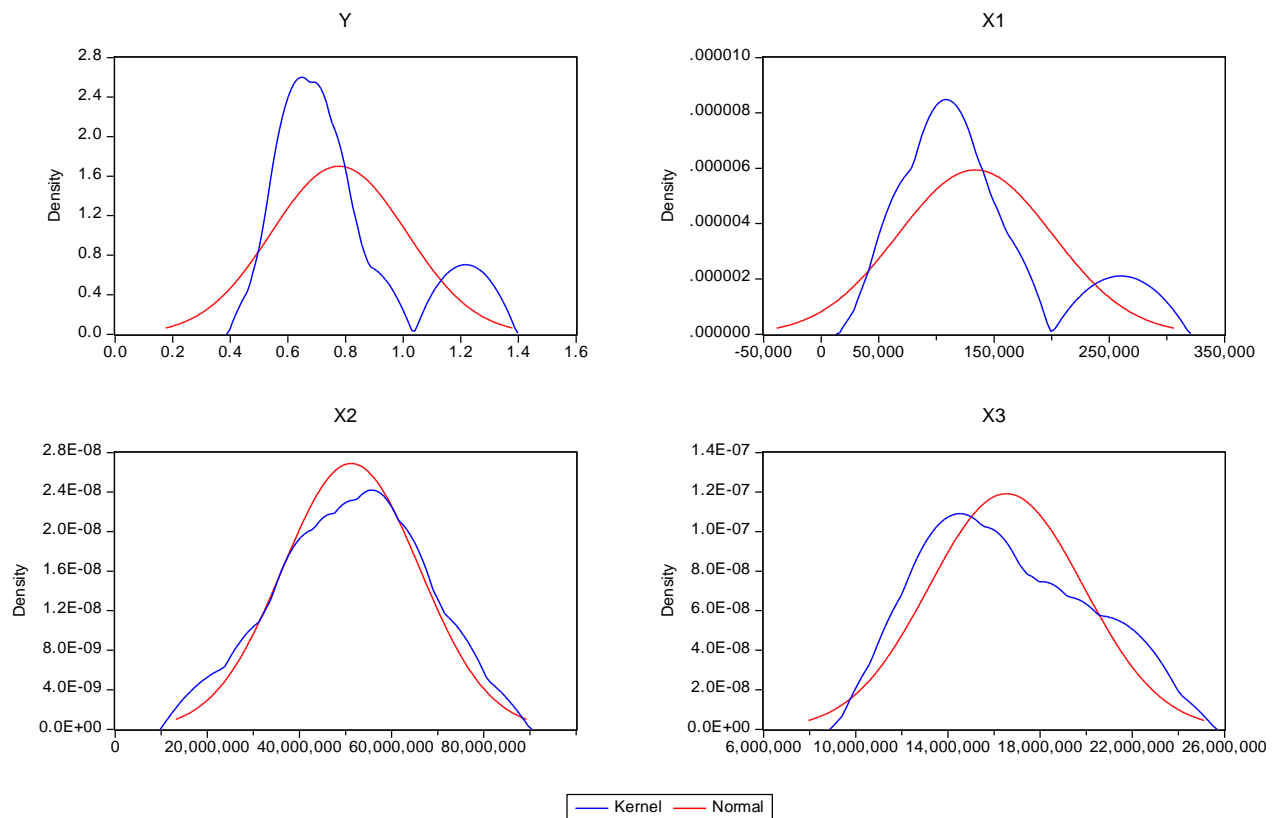 Y
2.8
2.4
2.0
1.6
1.2
0.8
0.4
0.0
Density
0.0 0.2 0.4 0.6 0.8 1.0 1.2 1.4 1.6
X1
.000010
.000008
.000006
.000004
.000002
.000000
Density
-50,000 0 50,000 150,000 250,000 350,000
X2
2.8E-08
2.4E-08
2.0E-08
1.6E-08
1.2E-08
8.0E-09
4.0E-09
0.0E+00
Density
0 20,000,000 40,000,000 60,000,000 80,000,000
X3
1.4E-07
1.2E-07
1.0E-07
8.0E-08
6.0E-08
4.0E-08
2.0E-08
0.0E+00
Density
6,000,000 10,000,000 14,000,000 18,000,000 22,000,000 26,000,000
Kernel Normal